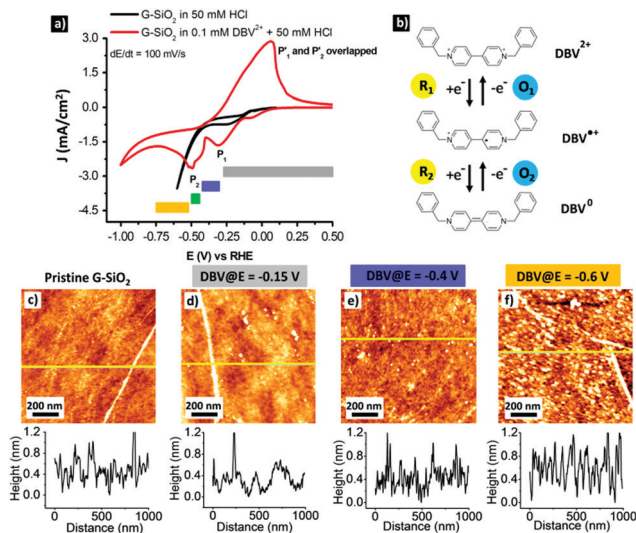 a)
G-SiO₂ in 50 mM HCl
G-SiO₂ in 0.1 mM DBV²⁺ + 50 mM HCl
dE/dt = 100 mV/s
P'₁ and P'₂ overlapped
P₁
P₂
J (mA/cm²)
3.0
1.5
0.0
-1.5
-3.0
-4.5
-1.00 -0.75 -0.50 -0.25 0.00 0.25 0.50
E (V) vs RHE
b)
DBV²⁺
R₁ +e⁻ -e⁻ O₁
DBV•⁺
R₂ +e⁻ -e⁻ O₂
DBV⁰
Pristine G-SiO₂
DBV@E = -0.15 V
DBV@E = -0.4 V
DBV@E = -0.6 V
c)
200 nm
d)
200 nm
e)
200 nm
f)
200 nm
Height (nm)
1.2
0.8
0.4
0.0
0 500 1000
Distance (nm)
Height (nm)
1.2
0.8
0.4
0.0
0 500 1000
Distance (nm)
Height (nm)
1.2
0.8
0.4
0.0
0 500 1000
Distance (nm)
Height (nm)
1.2
0.8
0.4
0.0
0 500 1000
Distance (nm)